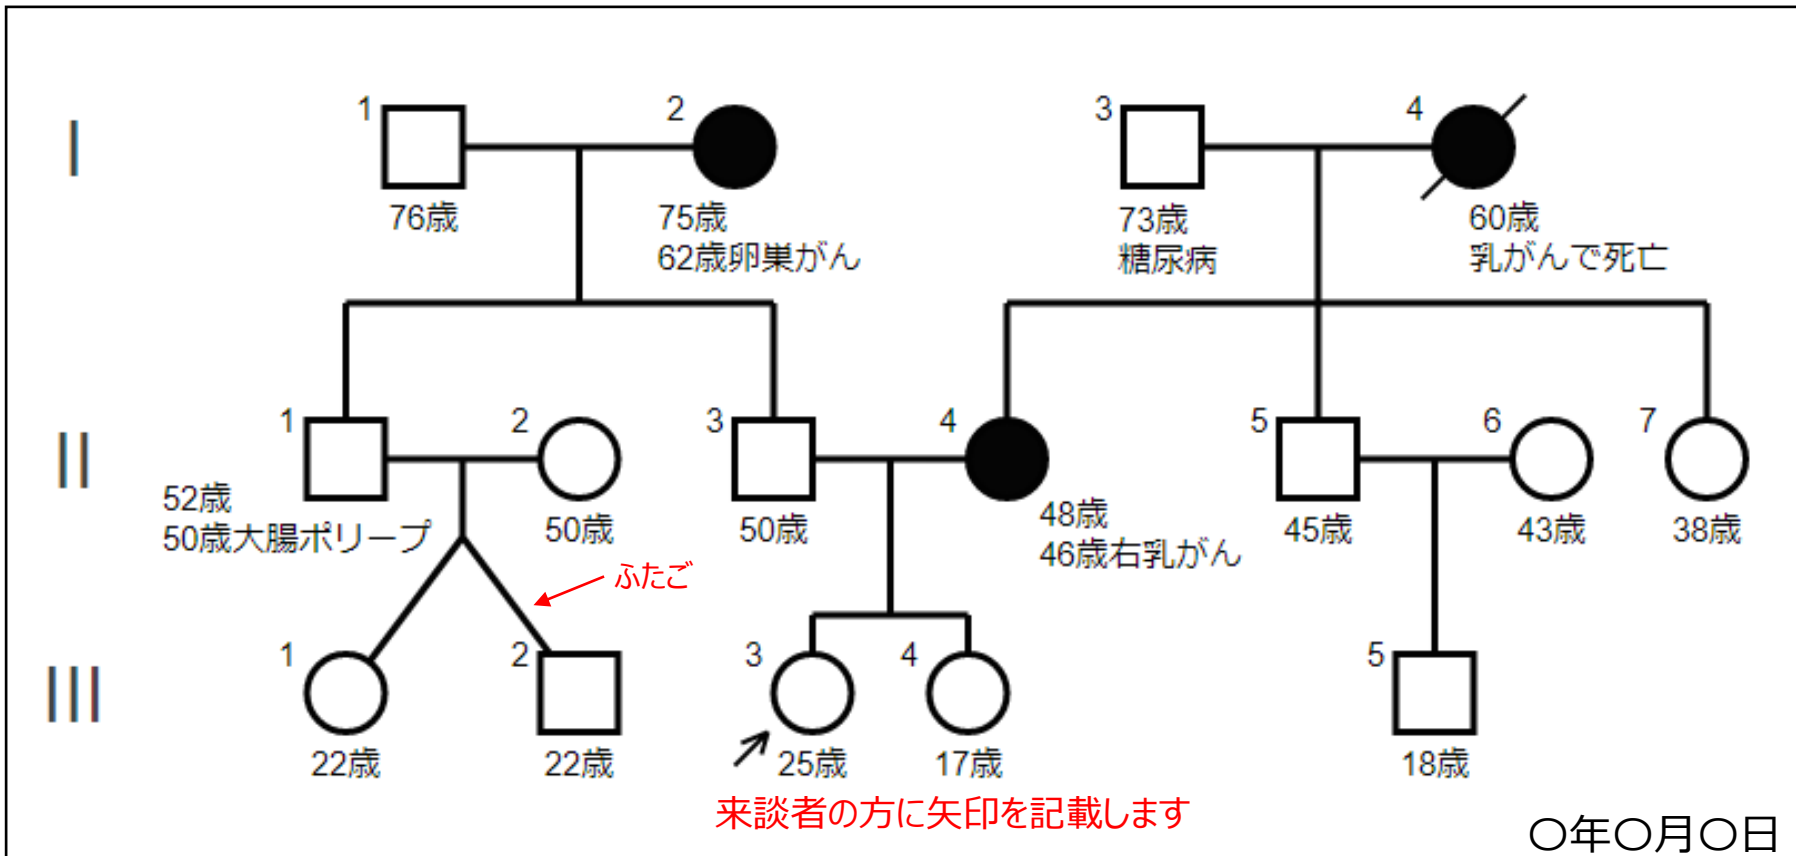 I
1
2
3
4
76歳
75歳
62歳卵巣がん
73歳
糖尿病
60歳
乳がんで死亡
II
1
2
3
4
5
6
7
52歳
50歳大腸ポリープ
50歳
50歳
48歳
46歳右乳がん
45歳
43歳
38歳
ふたご
III
1
2
3
4
5
22歳
22歳
25歳
17歳
18歳
来談者の方に矢印を記載します
〇年〇月〇日